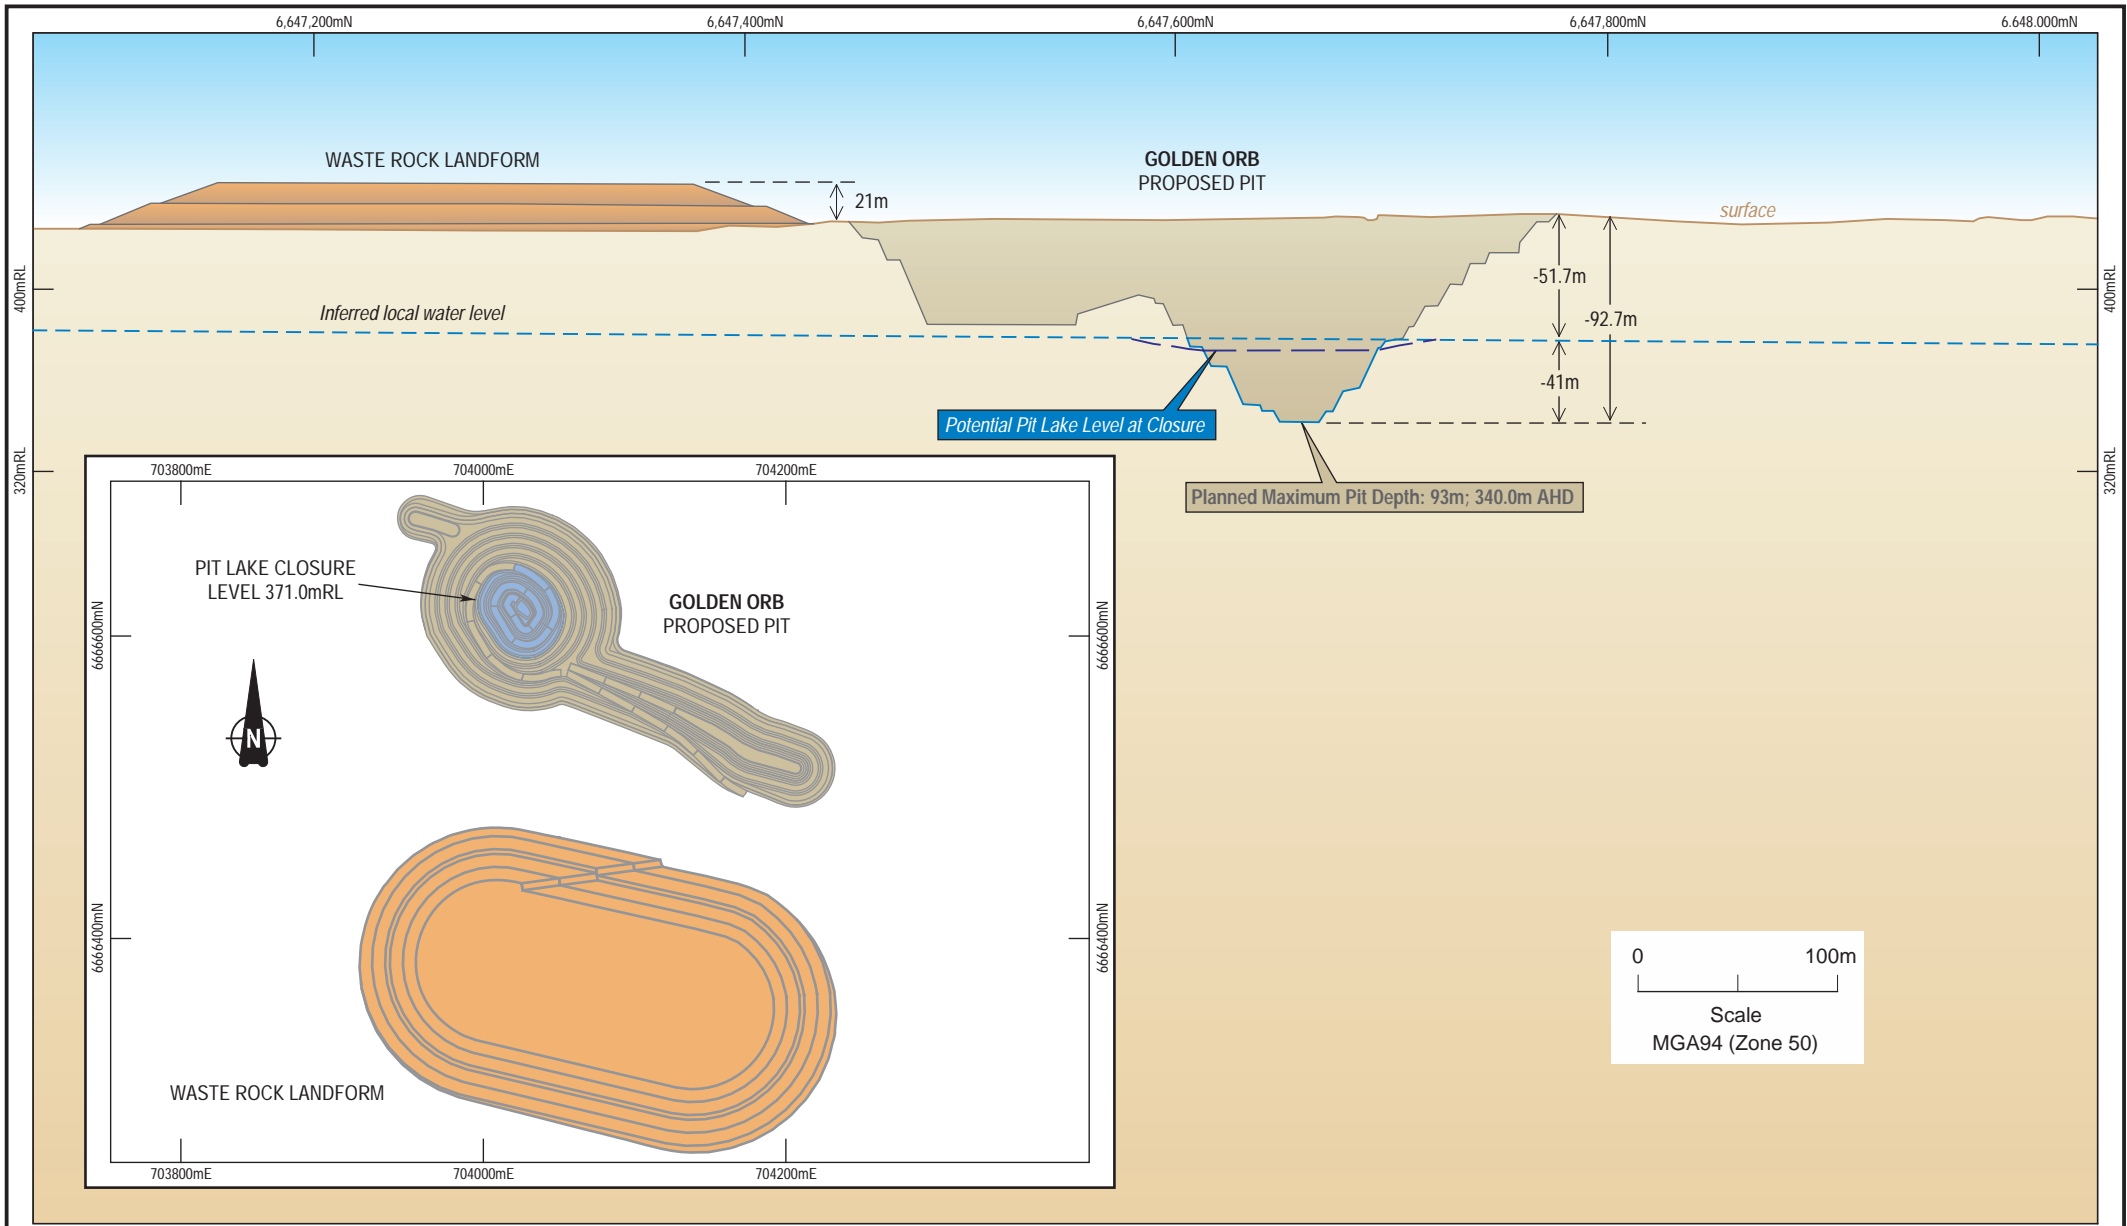 6,647,200mN
6,647,400mN
6,647,600mN
6,647,800mN
6.648.000mN
WASTE ROCK LANDFORM
21m
GOLDEN ORB
PROPOSED PIT
surface
400mRL
400mRL
-51.7m
-92.7m
Inferred local water level
-41m
Potential Pit Lake Level at Closure
320mRL
320mRL
Planned Maximum Pit Depth: 93m; 340.0m AHD
703800mE
704000mE
704200mE
PIT LAKE CLOSURE
LEVEL 371.0mRL
GOLDEN ORB
PROPOSED PIT
6666600mN
6666600mN
N
6666400mN
6666400mN
WASTE ROCK LANDFORM
703800mE
704000mE
704200mE
0
100m
Scale
MGA94 (Zone 50)